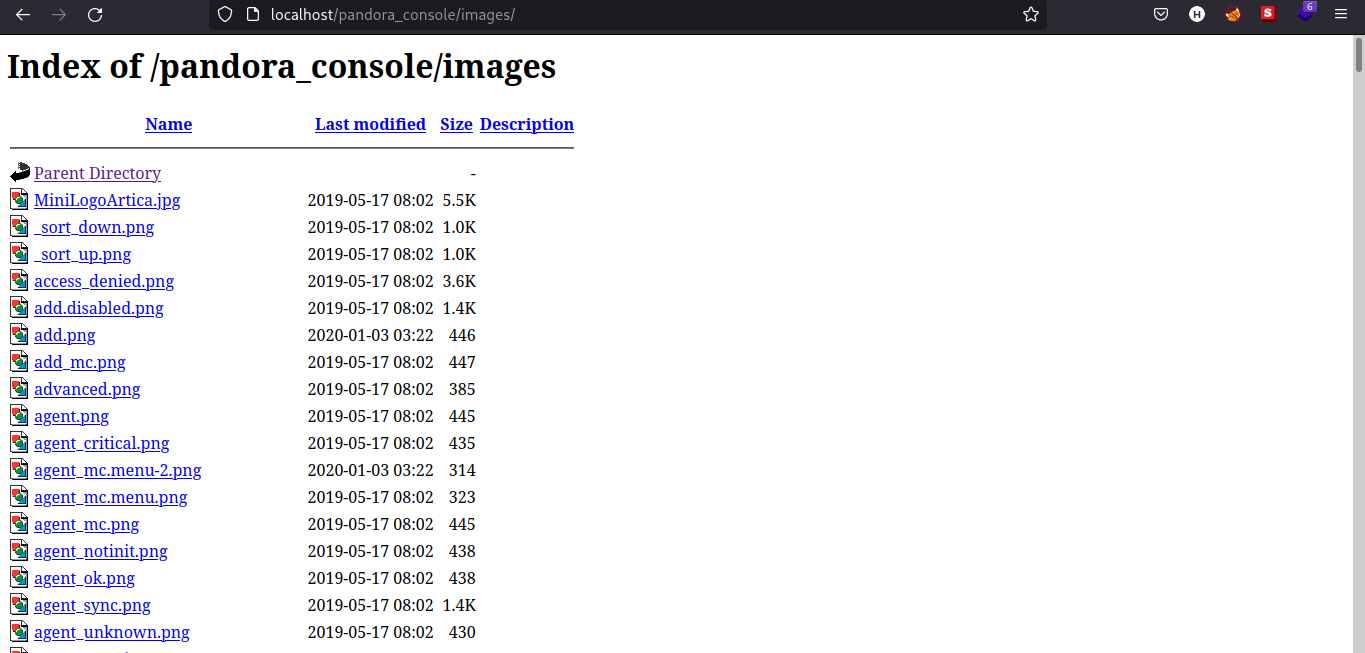 localhost/pandora_console/images/
H
S
6
Index of /pandora_console/images
Name Last modified Size Description
Parent Directory -
MiniLogoArtica.jpg 2019-05-17 08:02 5.5K
_sort_down.png 2019-05-17 08:02 1.0K
_sort_up.png 2019-05-17 08:02 1.0K
access_denied.png 2019-05-17 08:02 3.6K
add.disabled.png 2019-05-17 08:02 1.4K
add.png 2020-01-03 03:22 446
add_mc.png 2019-05-17 08:02 447
advanced.png 2019-05-17 08:02 385
agent.png 2019-05-17 08:02 445
agent_critical.png 2019-05-17 08:02 435
agent_mc.menu-2.png 2020-01-03 03:22 314
agent_mc.menu.png 2019-05-17 08:02 323
agent_mc.png 2019-05-17 08:02 445
agent_notinit.png 2019-05-17 08:02 438
agent_ok.png 2019-05-17 08:02 438
agent_sync.png 2019-05-17 08:02 1.4K
agent_unknown.png 2019-05-17 08:02 430